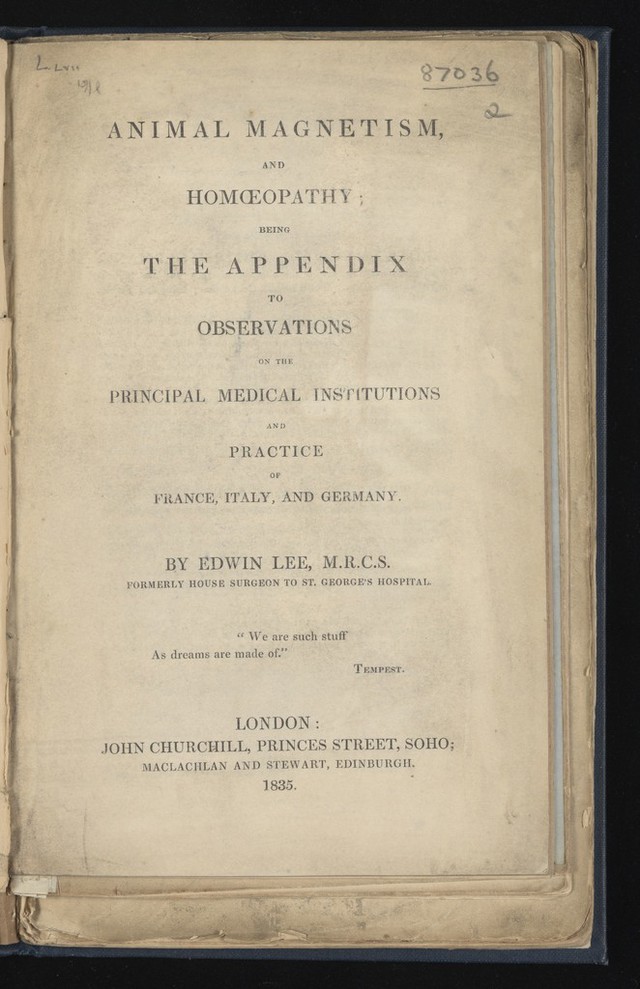 87036
2
ANIMAL MAGNETISM,
AND
HOMŒOPATHY;
BEING
THE APPENDIX
TO
OBSERVATIONS
ON THE
PRINCIPAL MEDICAL INSTITUTIONS
AND
PRACTICE
OF
FRANCE, ITALY, AND GERMANY.
BY EDWIN LEE, M.R.C.S.
FORMERLY HOUSE SURGEON TO ST. GEORGE'S HOSPITAL.
“ We are such stuff
As dreams are made of.”
TEMPEST.
LONDON:
JOHN CHURCHILL, PRINCES STREET, SOHO;
MACLACHLAN AND STEWART, EDINBURGH.
1835.